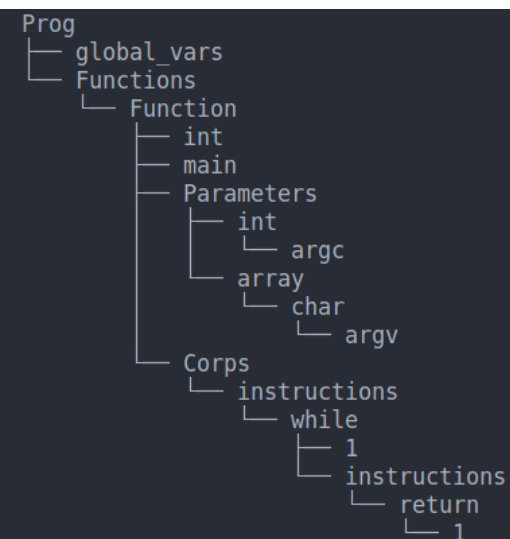 Prog
global_vars
Functions
Function
int
main
Parameters
int
argc
array
char
argv
Corps
instructions
while
1
instructions
return
1